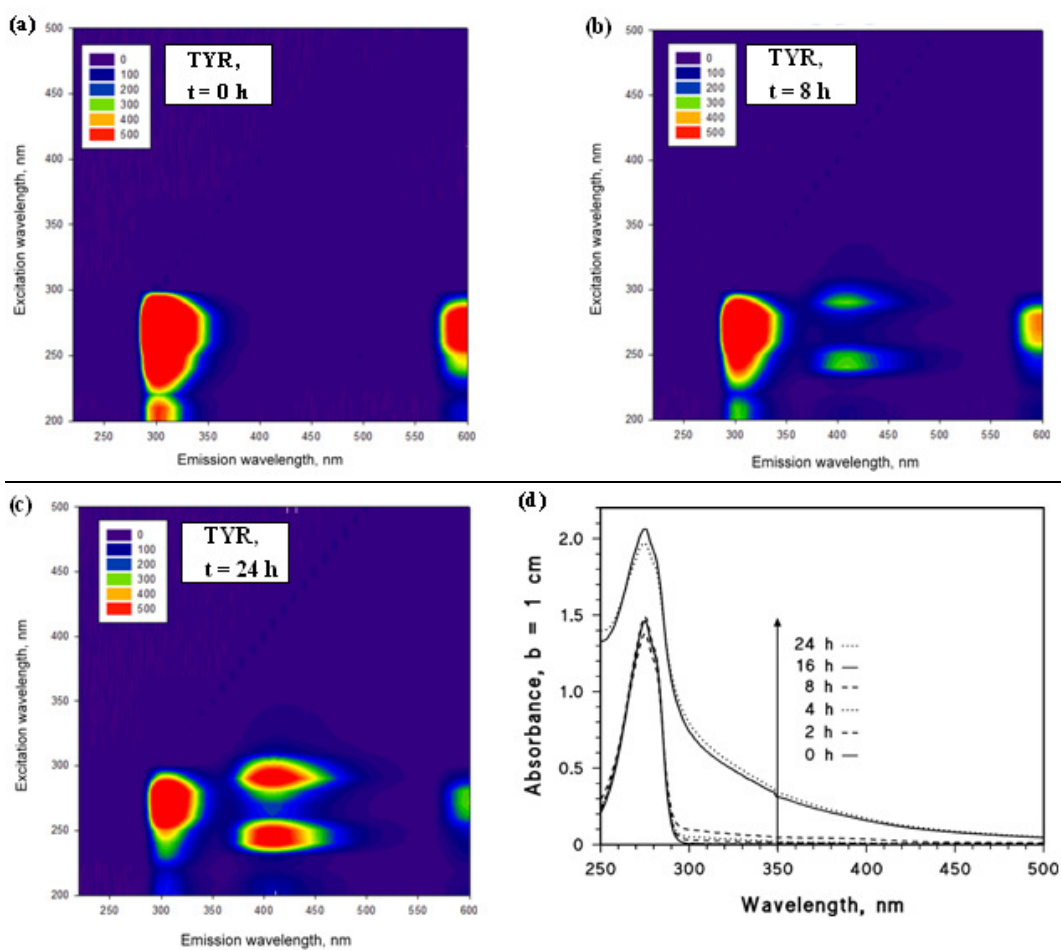 (a)
500
450
400
350
300
250
200
Excitation wavelength, nm
0
100
200
300
400
500
TYR,
t = 0 h
250 300 350 400 450 500 550 600
Emission wavelength, nm
(b)
500
450
400
350
300
250
200
Excitation wavelength, nm
0
100
200
300
400
500
TYR,
t = 8 h
250 300 350 400 450 500 550 600
Emission wavelength, nm
(c)
500
450
400
350
300
250
200
Excitation wavelength, nm
0
100
200
300
400
500
TYR,
t = 24 h
250 300 350 400 450 500 550 600
Emission wavelength, nm
(d)
Absorbance, b = 1 cm
2.0
1.5
1.0
0.5
0
24 h
16 h
8 h
4 h
2 h
0 h
250 300 350 400 450 500
Wavelength, nm